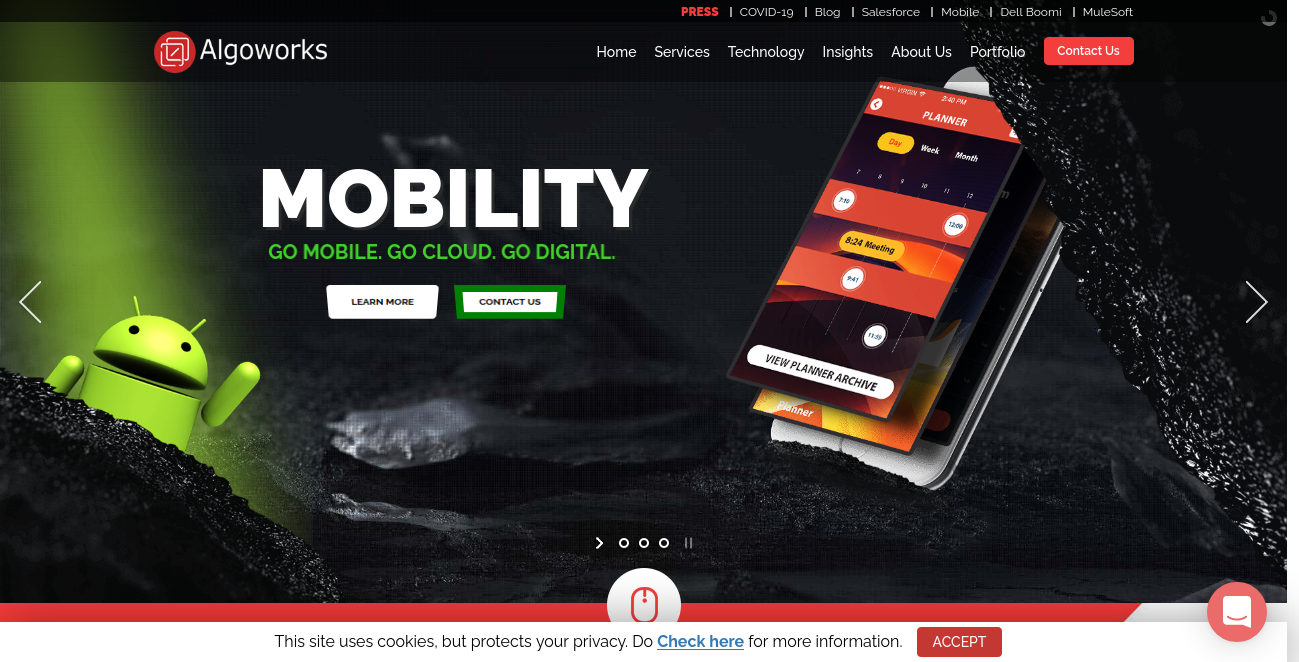 PRESS | COVID-19 | Blog | Salesforce | Mobile | Dell Boomi | MuleSoft
Algoworks
Home Services Technology Insights About Us Portfolio Contact Us
MOBILITY
GO MOBILE. GO CLOUD. GO DIGITAL.
LEARN MORE CONTACT US
VIRGIN 2:40 PM
PLANNER
Day Week Month
7 8 9 10 11 12
7:30
12:00
8:24 Meeting
9:41
11:59
VIEW PLANNER ARCHIVE
Planner
This site uses cookies, but protects your privacy. Do Check here for more information. ACCEPT